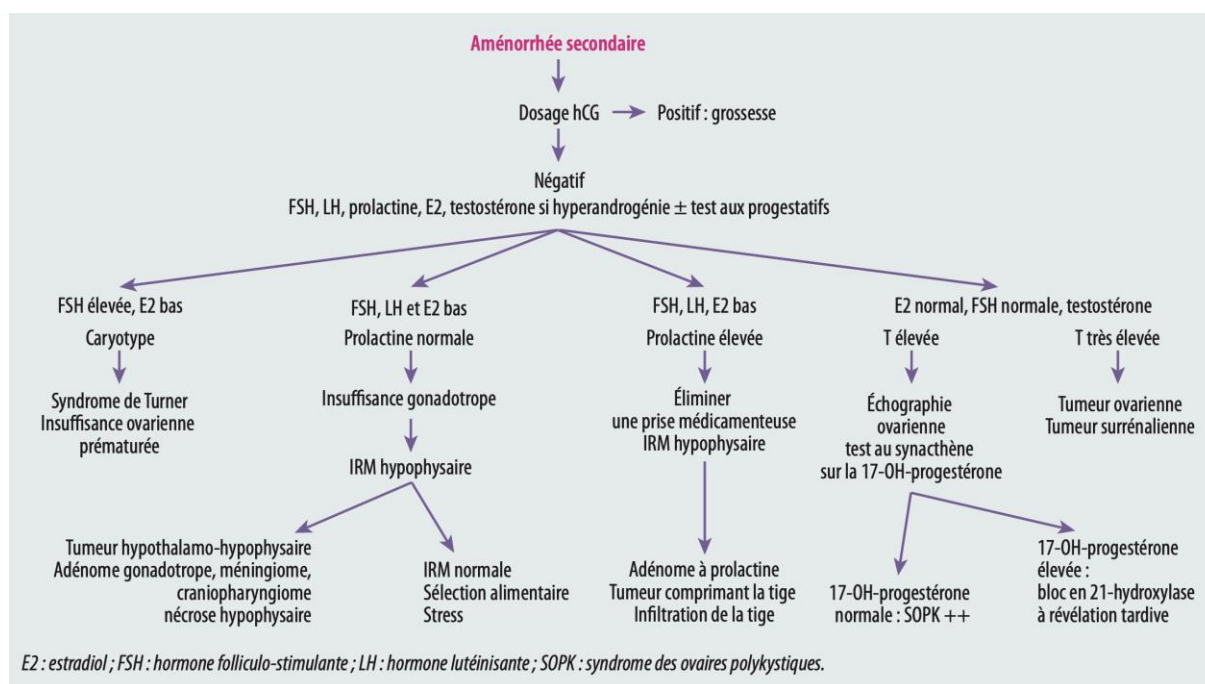 Aménorrhée secondaire
Dosage hCG
Positif : grossesse
Négatif
FSH, LH, prolactine, E2, testostérone si hyperandrogénie ± test aux progestatifs
FSH élevée, E2 bas
Caryotype
Syndrome de Turner
Insuffisance ovarienne
prématurée
FSH, LH et E2 bas
Prolactine normale
Insuffisance gonadotrope
IRM hypophysaire
Tumeur hypothalamo-hypophysaire
Adénome gonadotrope, méningiome,
craniopharyngiome
nécrose hypophysaire
IRM normale
Sélection alimentaire
Stress
FSH, LH, E2 bas
Prolactine élevée
Éliminer
une prise médicamenteuse
IRM hypophysaire
Adénome à prolactine
Tumeur comprimant la tige
Infiltration de la tige
E2 normal, FSH normale, testostérone
T élevée
Échographie
ovarienne
test au synacthène
sur la 17-OH-progestérone
17-OH-progestérone
normale : SOPK ++
17-OH-progestérone
élevée :
bloc en 21-hydroxylase
à révélation tardive
T très élevée
Tumeur ovarienne
Tumeur surrénalienne
E2 : estradiol ; FSH : hormone folliculo-stimulante ; LH : hormone lutéinisante ; SOPK : syndrome des ovaires polykystiques.